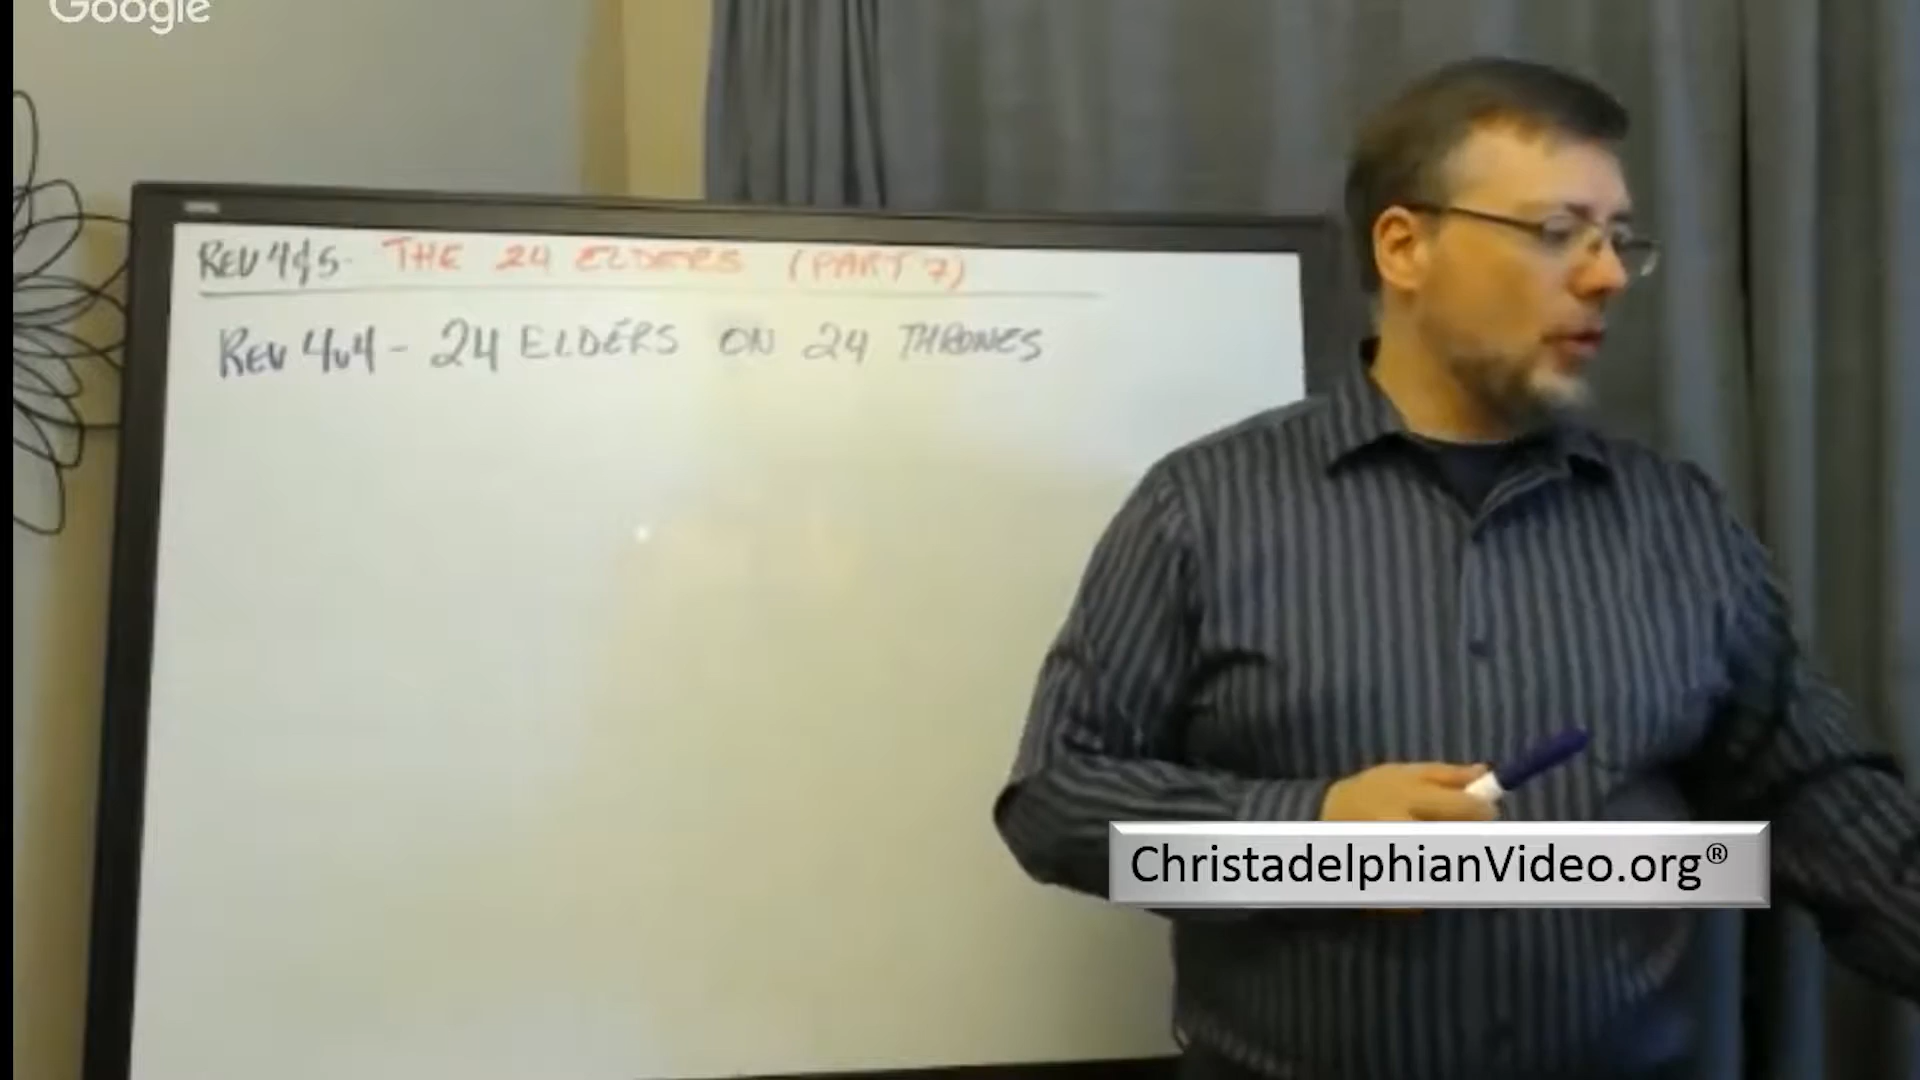 Google
REV 4&5- THE 24 ELDERS (PART 7)
REV 4v4 - 24 ELDERS ON 24 THRONES
ChristadelphianVideo.org®